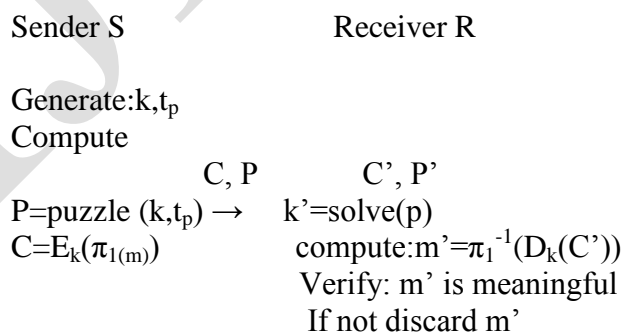 Sender S Receiver R
Generate:k,tₚ
Compute
C, P C’, P’
P=puzzle (k,tₚ) → k’=solve(p)
C=Eₖ(π₁₍ₘ₎) compute:m’=π₁⁻¹(Dₖ(C’))
Verify: m’ is meaningful
If not discard m’